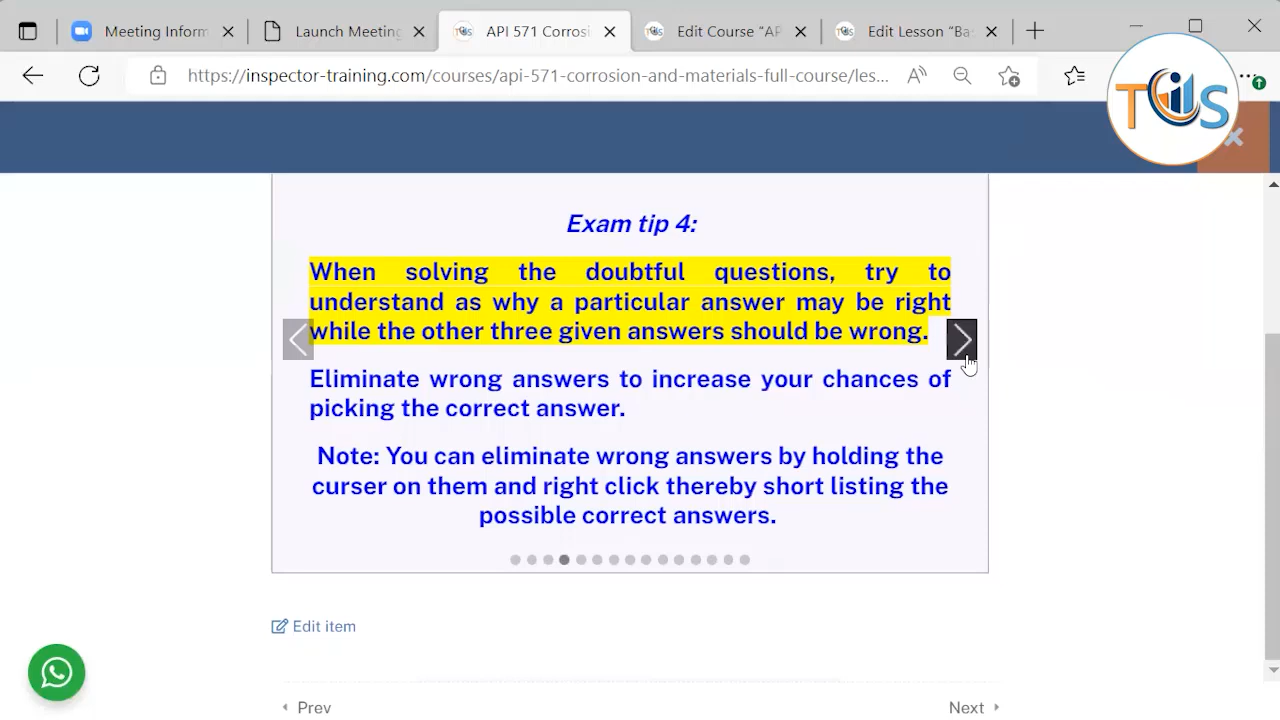 Meeting Inform
Launch Meeting
API 571 Corrosi
Edit Course “AP
Edit Lesson “Ba
https://inspector-training.com/courses/api-571-corrosion-and-materials-full-course/les...
TIS
Exam tip 4:
When solving the doubtful questions, try to
understand as why a particular answer may be right
while the other three given answers should be wrong.
Eliminate wrong answers to increase your chances of
picking the correct answer.
Note: You can eliminate wrong answers by holding the
curser on them and right click thereby short listing the
possible correct answers.
Edit item
Prev
Next